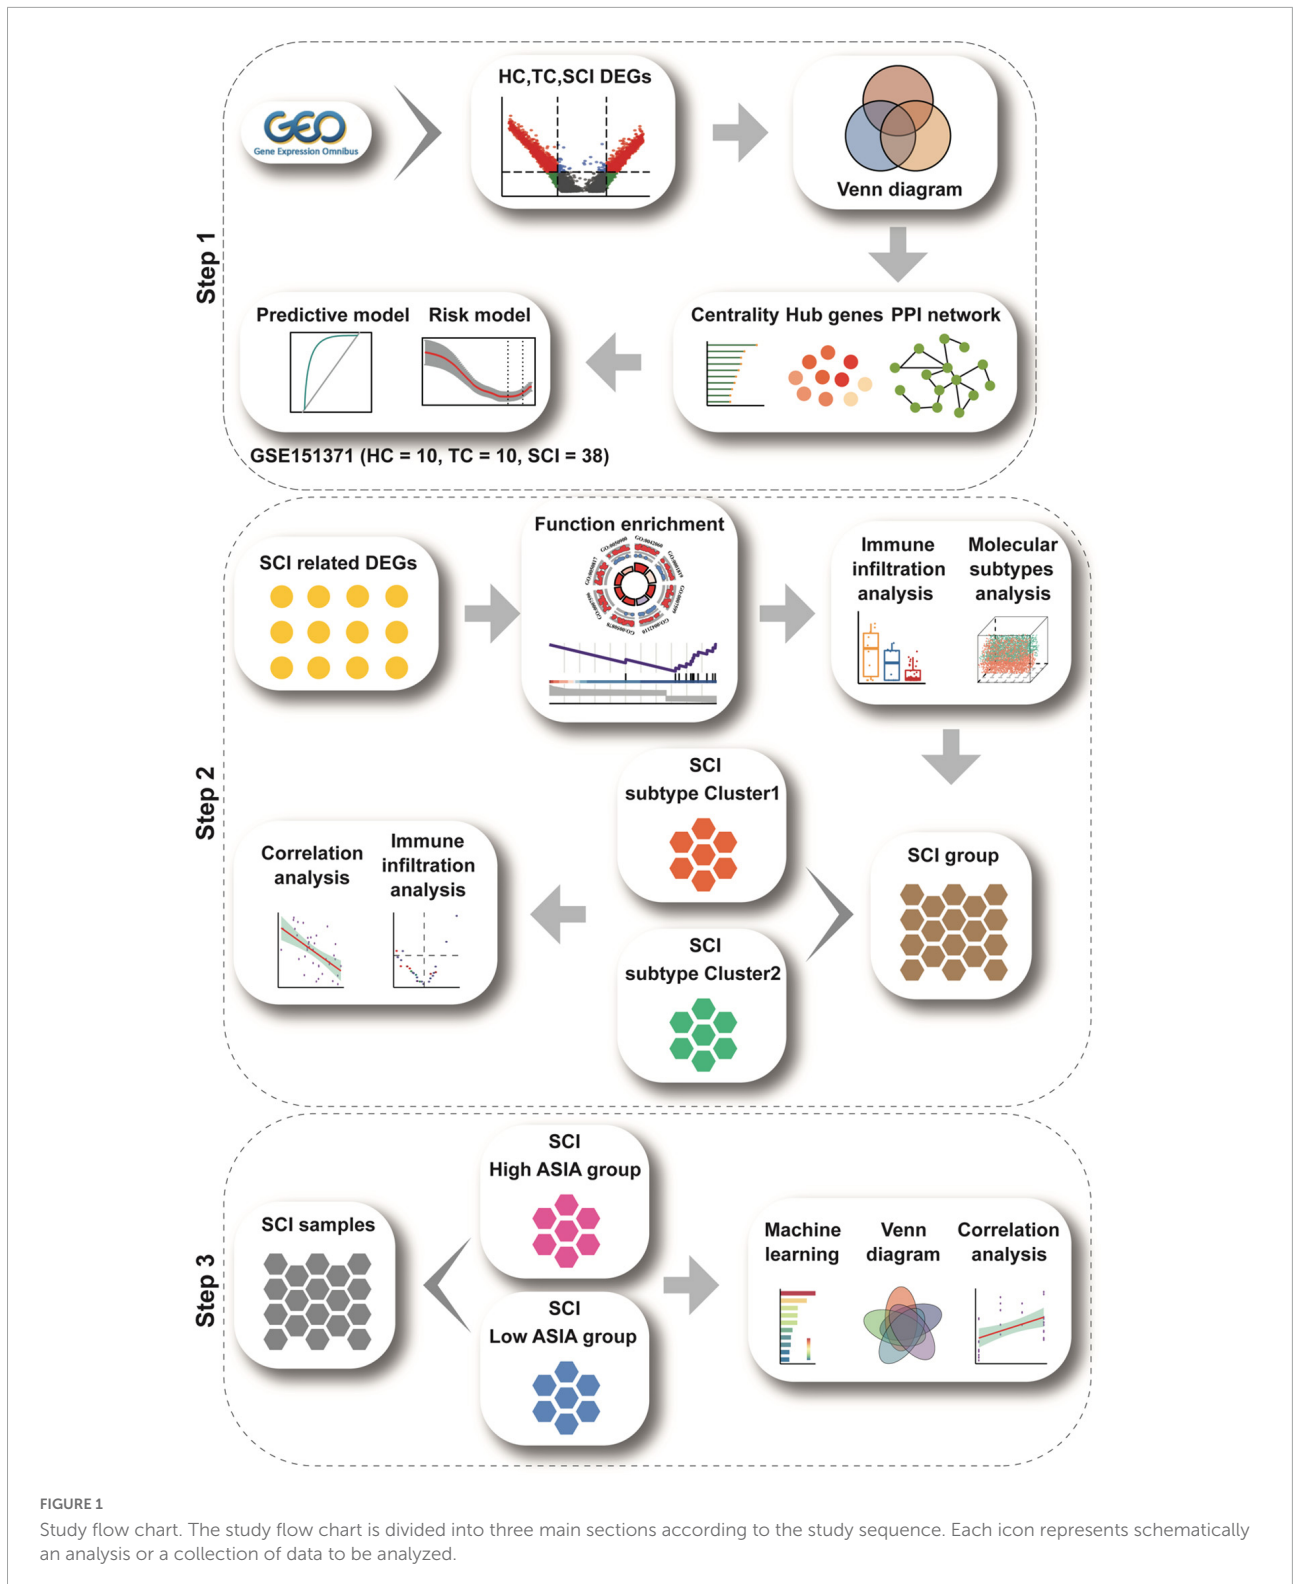 Step 1
GEO
Gene Expression Omnibus
HC,TC,SCI DEGs
Venn diagram
Predictive model
Risk model
Centrality Hub genes PPI network
GSE151371 (HC = 10, TC = 10, SCI = 38)
Step 2
SCI related DEGs
Function enrichment
Immune
infiltration
analysis
Molecular
subtypes
analysis
SCI
subtype Cluster1
SCI group
Correlation
analysis
Immune
infiltration
analysis
SCI
subtype Cluster2
Step 3
SCI samples
SCI
High ASIA group
SCI
Low ASIA group
Machine
learning
Venn
diagram
Correlation
analysis
FIGURE 1
Study flow chart. The study flow chart is divided into three main sections according to the study sequence. Each icon represents schematically
an analysis or a collection of data to be analyzed.